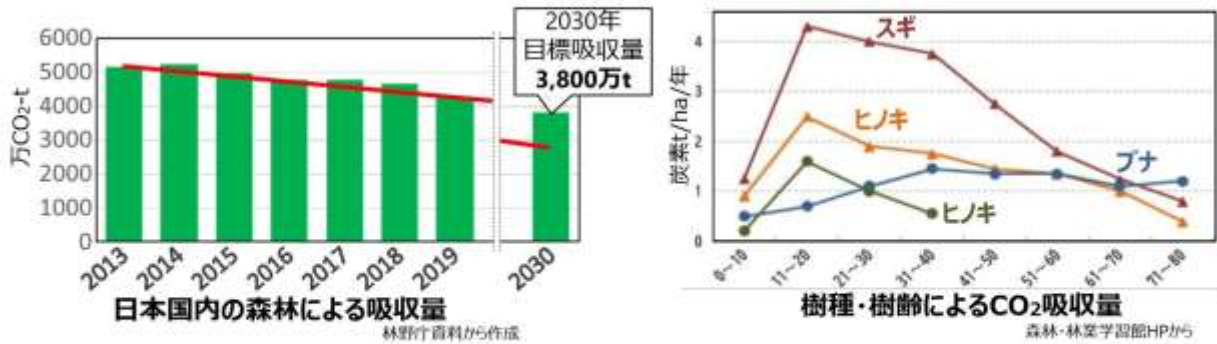 2030年
目標吸収量
3,800万t
万CO₂-t
6000
5000
4000
3000
2000
1000
0
2013
2014
2015
2016
2017
2018
2019
2030
日本国内の森林による吸収量
林野庁資料から作成
炭素t/ha/年
4
3
2
1
0
スギ
ヒノキ
ブナ
ヒノキ
0～10
11～20
21～30
31～40
41～50
51～60
61～70
71～80
樹種・樹齢によるCO₂吸収量
森林・林業学習館HPから